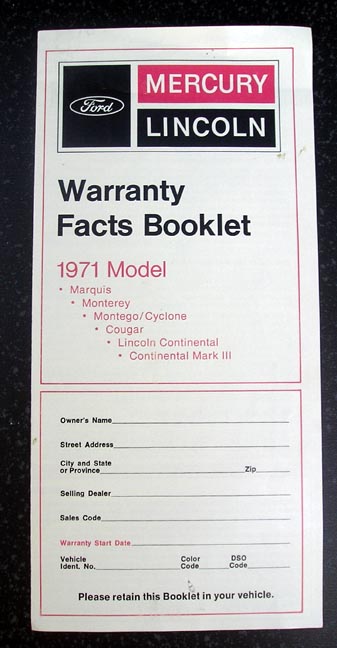 Ford
MERCURY
LINCOLN
Warranty
Facts Booklet
1971 Model
• Marquis
• Monterey
• Montego/Cyclone
• Cougar
• Lincoln Continental
• Continental Mark III
Owner's Name
Street Address
City and State
or Province Zip
Selling Dealer
Sales Code
Warranty Start Date
Vehicle Color DSO
Ident. No. Code Code
Please retain this Booklet in your vehicle.